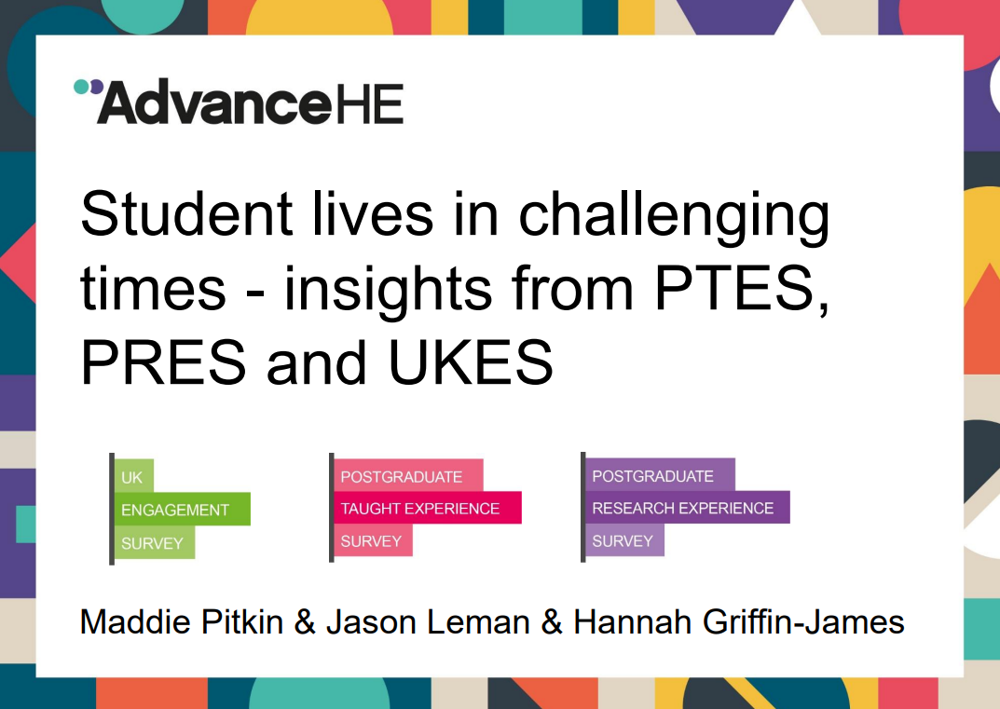 AdvanceHE
Student lives in challenging
times - insights from PTES,
PRES and UKES
UK
ENGAGEMENT
SURVEY
POSTGRADUATE
TAUGHT EXPERIENCE
SURVEY
POSTGRADUATE
RESEARCH EXPERIENCE
SURVEY
Maddie Pitkin & Jason Leman & Hannah Griffin-James